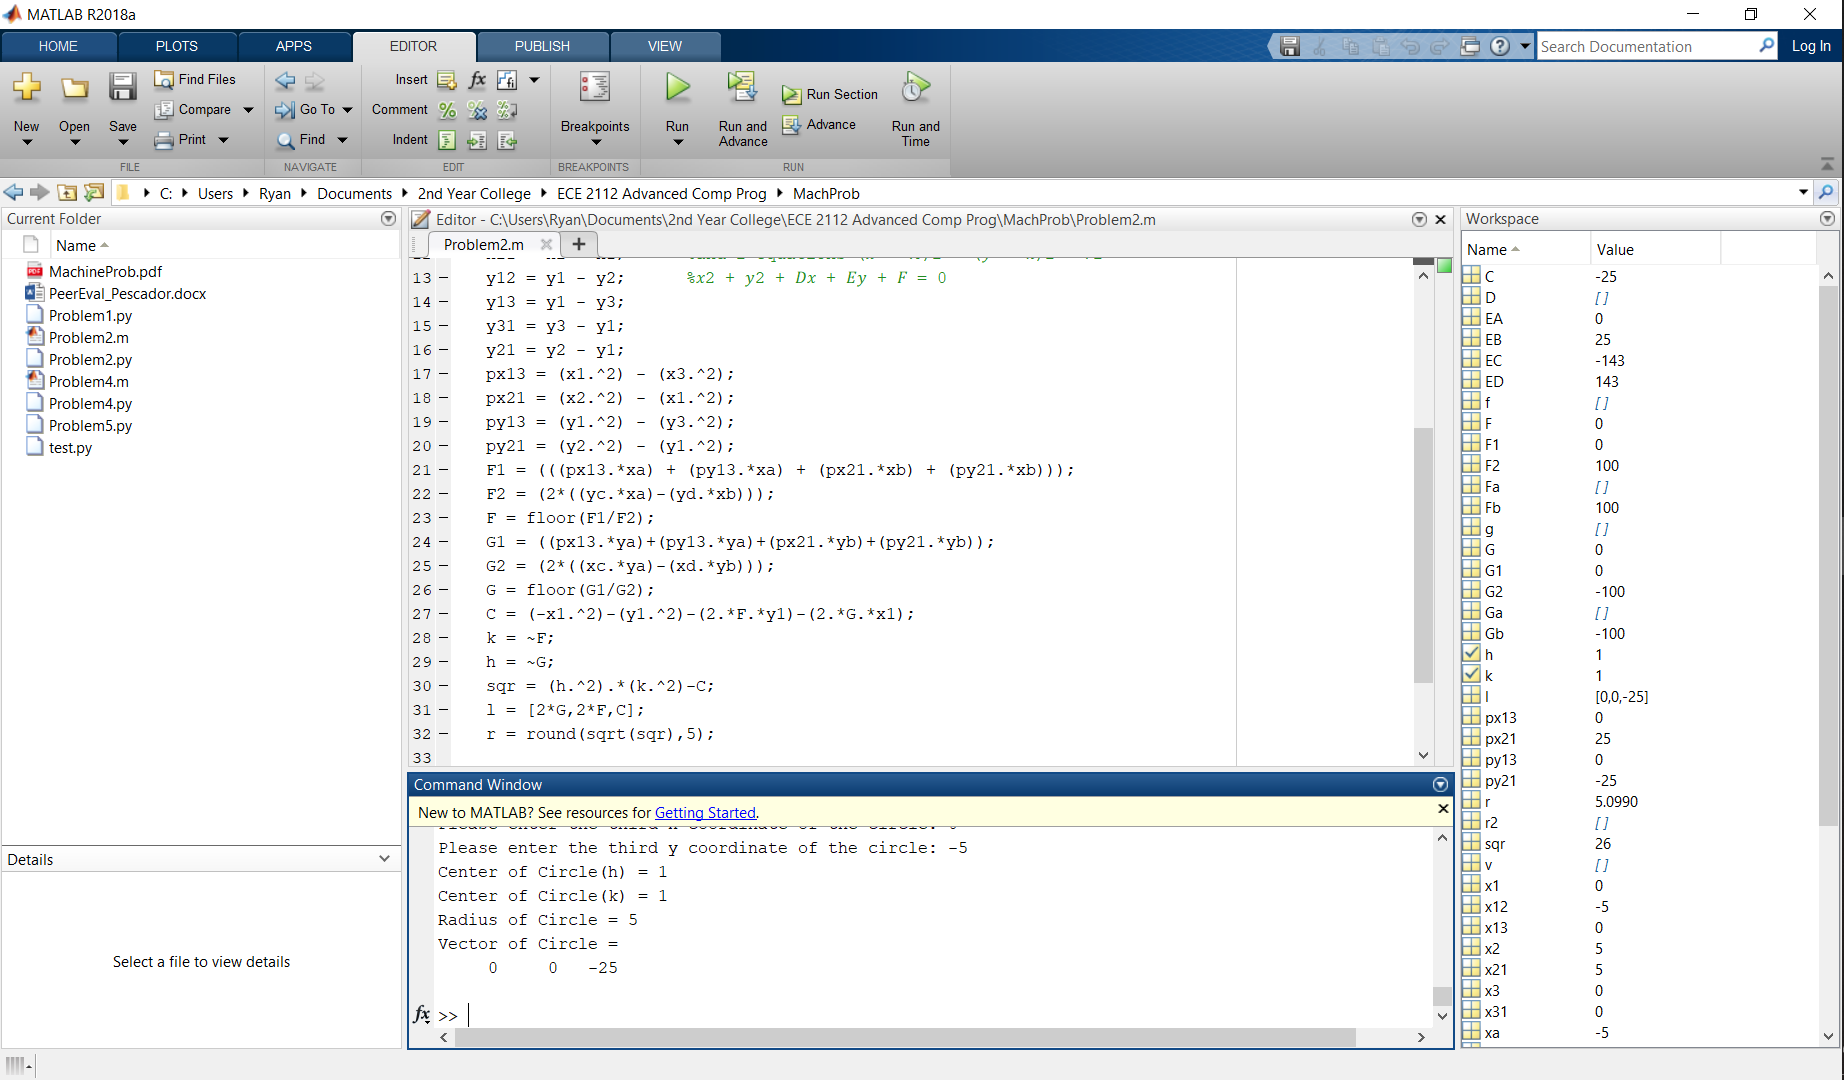 MATLAB R2018a
HOME PLOTS APPS EDITOR PUBLISH VIEW
Search Documentation
Log In
New
Open
Save
Find Files
Compare
Print
FILE
Go To
Find
NAVIGATE
Insert
Comment
Indent
EDIT
Breakpoints
BREAKPOINTS
Run
Run and Advance
Run Section
Advance
Run and Time
RUN
C: Users Ryan Documents 2nd Year College ECE 2112 Advanced Comp Prog MachProb
Current Folder
Name
MachineProb.pdf
PeerEval_Pescador.docx
Problem1.py
Problem2.m
Problem2.py
Problem4.m
Problem4.py
Problem5.py
test.py
Details
Select a file to view details
Editor - C:\Users\Ryan\Documents\2nd Year College\ECE 2112 Advanced Comp Prog\MachProb\Problem2.m
Problem2.m
13 – y12 = y1 - y2; %x2 + y2 + Dx + Ey + F = 0
14 – y13 = y1 - y3;
15 – y31 = y3 - y1;
16 – y21 = y2 - y1;
17 – px13 = (x1.^2) - (x3.^2);
18 – px21 = (x2.^2) - (x1.^2);
19 – py13 = (y1.^2) - (y3.^2);
20 – py21 = (y2.^2) - (y1.^2);
21 – F1 = (((px13.*xa) + (py13.*xa) + (px21.*xb) + (py21.*xb)));
22 – F2 = (2*((yc.*xa)-(yd.*xb)));
23 – F = floor(F1/F2);
24 – G1 = ((px13.*ya)+(py13.*ya)+(px21.*yb)+(py21.*yb));
25 – G2 = (2*((xc.*ya)-(xd.*yb)));
26 – G = floor(G1/G2);
27 – C = (-x1.^2)-(y1.^2)-(2.*F.*y1)-(2.*G.*x1);
28 – k = ~F;
29 – h = ~G;
30 – sqr = (h.^2).*(k.^2)-C;
31 – l = [2*G,2*F,C];
32 – r = round(sqrt(sqr),5);
33
Command Window
New to MATLAB? See resources for Getting Started.
Please enter the third x coordinate of the circle:
Please enter the third y coordinate of the circle: -5
Center of Circle(h) = 1
Center of Circle(k) = 1
Radius of Circle = 5
Vector of Circle =
0 0 -25
fx >>
Workspace
Name Value
C -25
D []
EA 0
EB 25
EC -143
ED 143
f []
F 0
F1 0
F2 100
Fa []
Fb 100
g []
G 0
G1 0
G2 -100
Ga []
Gb -100
h 1
k 1
l [0,0,-25]
px13 0
px21 25
py13 0
py21 -25
r 5.0990
r2 []
sqr 26
v []
x1 0
x12 -5
x13 0
x2 5
x21 5
x3 0
x31 0
xa -5